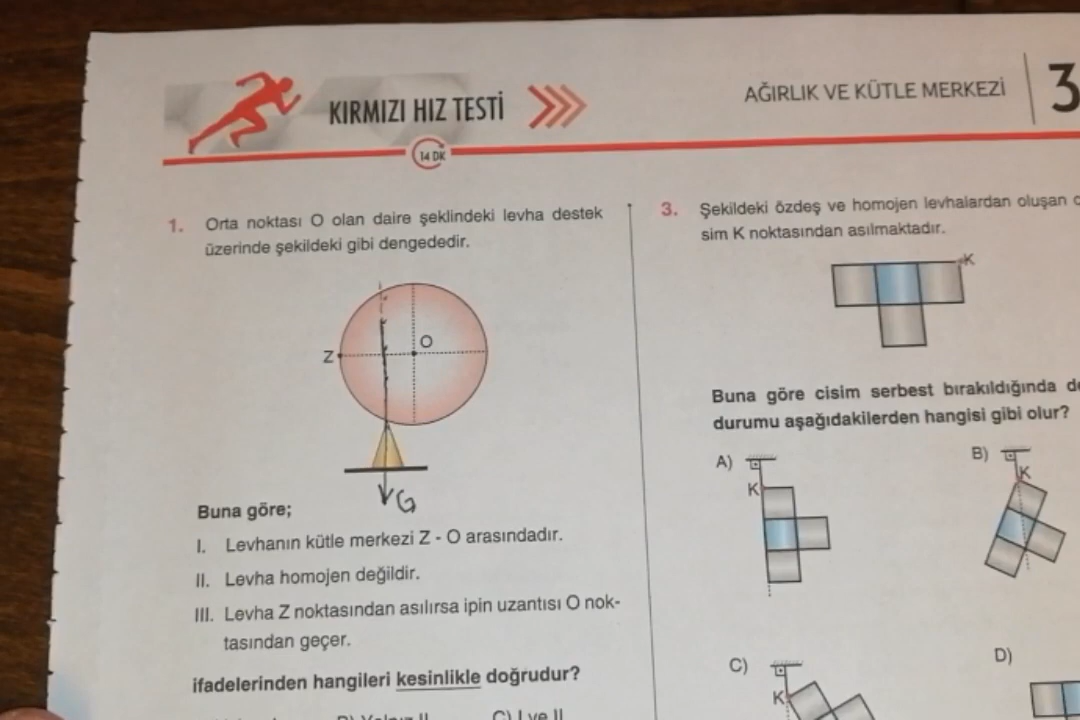 KIRMIZI HIZ TESTİ
14 DK
AĞIRLIK VE KÜTLE MERKEZİ
3
1. Orta noktası O olan daire şeklindeki levha destek
üzerinde şekildeki gibi dengededir.
Z
O
G
Buna göre;
I. Levhanın kütle merkezi Z - O arasındadır.
II. Levha homojen değildir.
III. Levha Z noktasından asılırsa ipin uzantısı O nok-
tasından geçer.
ifadelerinden hangileri kesinlikle doğrudur?
C) I ve II
3. Şekildeki özdeş ve homojen levhalardan oluşan
sim K noktasından asılmaktadır.
K
Buna göre cisim serbest bırakıldığında
durumu aşağıdakilerden hangisi gibi olur?
A)
K
B)
K
C)
K
D)